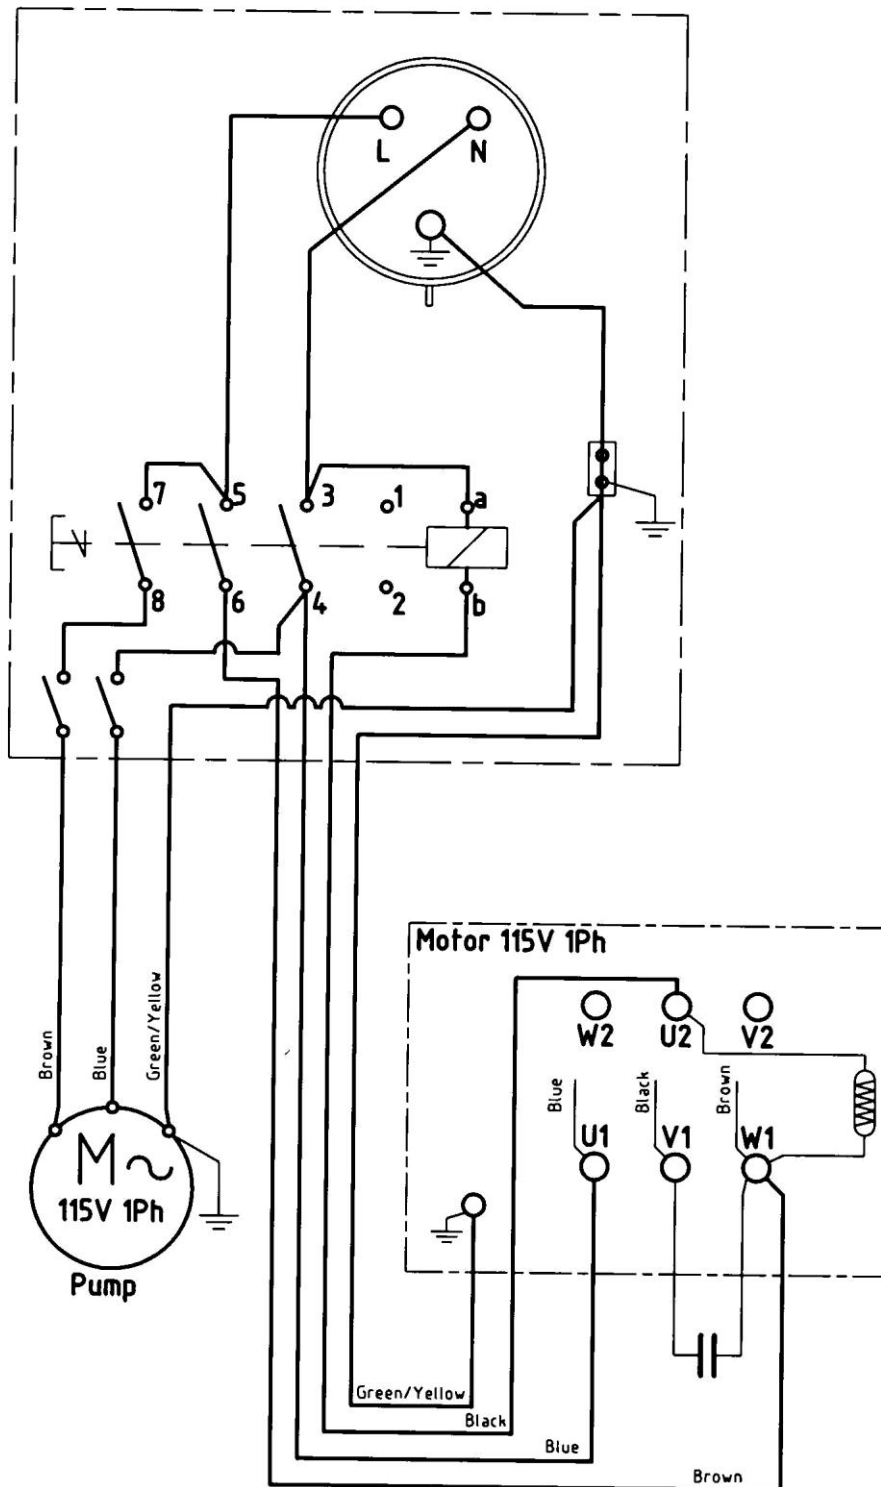 L N
7 5 3 1 a
8 6 4 2 b
Motor 115V 1Ph
W2 U2 V2
Brown
Blue
Green/Yellow
Blue
Black
Brown
U1 V1 W1
M
115V 1Ph
Pump
Green/Yellow
Black
Blue
Brown